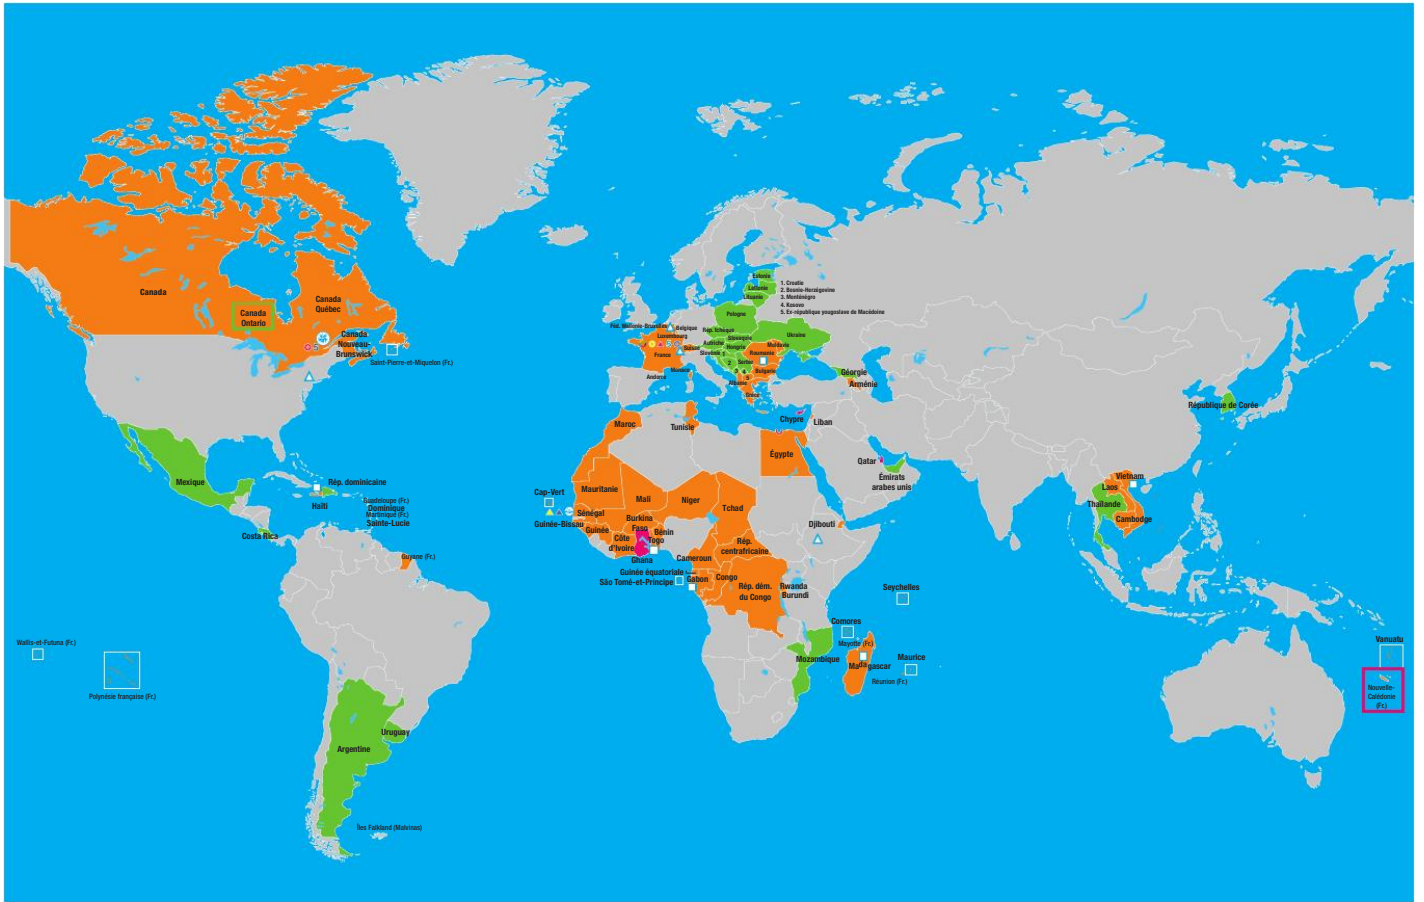 Canada
Canada
Ontario
Canada
Québec
Canada
Nouveau-
Brunswick
Saint-Pierre-et-Miquelon (Fr.)
Mexique
Rép. dominicaine
Haïti
Guadeloupe (Fr.)
Dominique
Martinique (Fr.)
Sainte-Lucie
Costa Rica
Guyane (Fr.)
Wallis-et-Futuna (Fr.)
Polynésie française (Fr.)
Uruguay
Argentine
Îles Falkland (Malvinas)
Estonie
Lettonie
Lituanie
1. Croatie
2. Bosnie-Herzégovine
3. Monténégro
4. Kosovo
5. Ex-république yougoslave de Macédoine
Pologne
Féd. Wallonie-Bruxelles
Belgique
Luxembourg
Rép. tchèque
Slovaquie
Ukraine
Autriche
Hongrie
Moldavie
Suisse
Slovénie
1
Roumanie
France
2
Serbie
3
4
5
Bulgarie
Monaco
Andorre
Albanie
Grèce
Géorgie
Arménie
République de Corée
Maroc
Tunisie
Chypre
Liban
Égypte
Qatar
Émirats
arabes unis
Mauritanie
Mali
Niger
Tchad
Cap-Vert
Sénégal
Guinée-Bissau
Guinée
Burkina
Faso
Bénin
Togo
Côte
d'Ivoire
Ghana
Djibouti
Rép.
centrafricaine
Cameroun
Guinée équatoriale
São Tomé-et-Principe
Gabon
Congo
Rép. dém.
du Congo
Rwanda
Burundi
Seychelles
Comores
Mayotte (Fr.)
Mozambique
Madagascar
Maurice
Réunion (Fr.)
Vietnam
Laos
Thaïlande
Cambodge
Vanuatu
Nouvelle-
Calédonie
(Fr.)